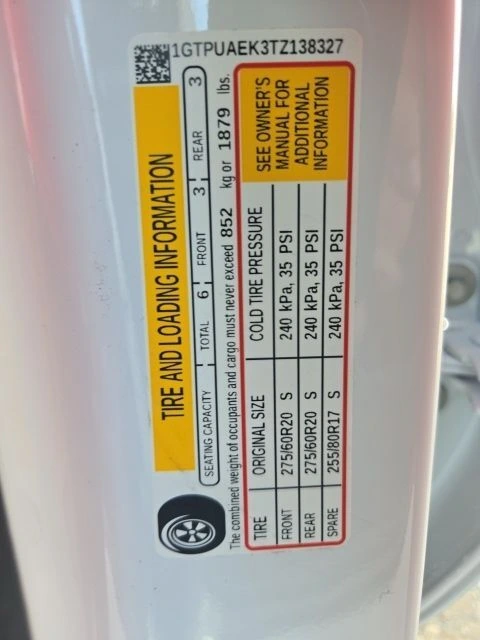 1GTPUAEK3TZ138327
TIRE AND LOADING INFORMATION
SEATING CAPACITY TOTAL 6 FRONT 3 REAR 3
The combined weight of occupants and cargo must never exceed 852 kg or 1879 lbs.
TIRE ORIGINAL SIZE COLD TIRE PRESSURE
FRONT 275/60R20 S 240 kPa, 35 PSI
REAR 275/60R20 S 240 kPa, 35 PSI
SPARE 255/80R17 S 240 kPa, 35 PSI
SEE OWNER'S
MANUAL FOR
ADDITIONAL
INFORMATION